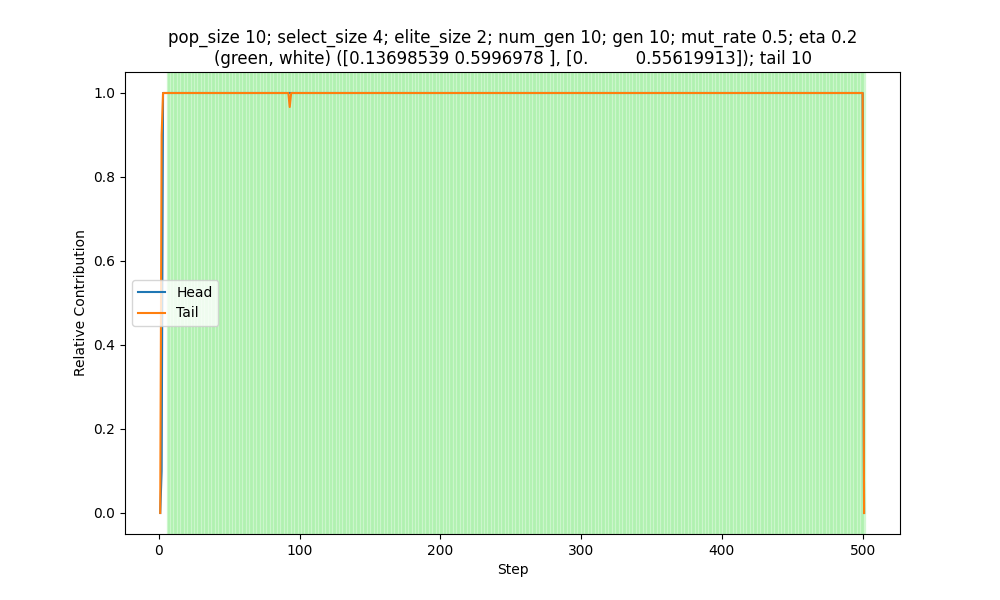 pop_size 10; select_size 4; elite_size 2; num_gen 10; gen 10; mut_rate 0.5; eta 0.2
(green, white) ([0.13698539 0.5996978 ], [0.          0.55619913]); tail 10
1.0
0.8
0.6
0.4
0.2
0.0
Relative Contribution
Head
Tail
0 100 200 300 400 500
Step